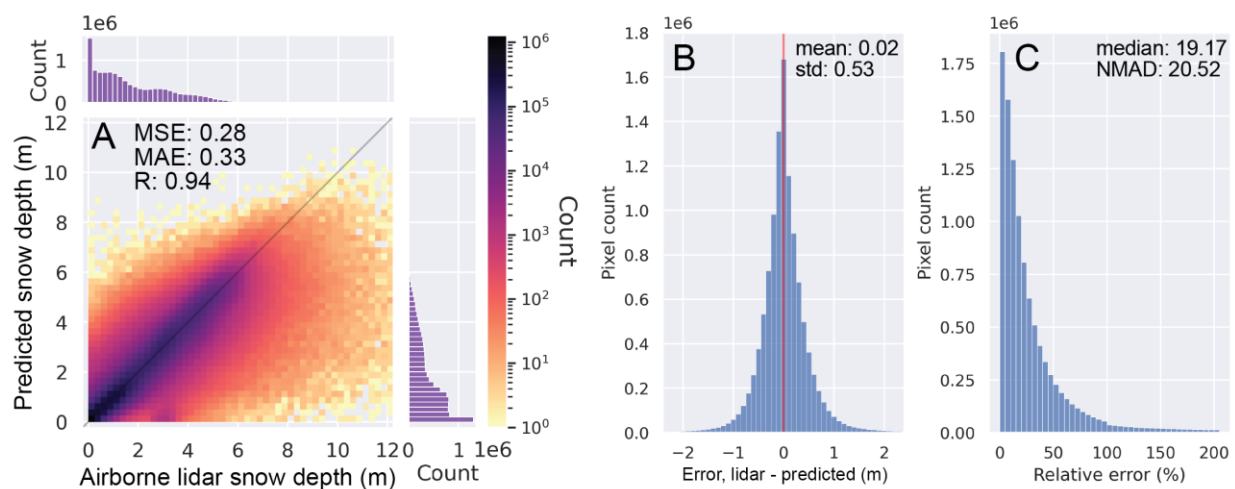 1e6
Count
1
0
12
10
8
6
4
2
0
Predicted snow depth (m)
A
MSE: 0.28
MAE: 0.33
R: 0.94
0 2 4 6 8 10 12
Airborne lidar snow depth (m)
0 1 1e6
Count
Count
10^6
10^5
10^4
10^3
10^2
10^1
10^0
1e6
B
mean: 0.02
std: 0.53
1.8
1.6
1.4
1.2
1.0
0.8
0.6
0.4
0.2
0.0
Pixel count
−2 −1 0 1 2
Error, lidar - predicted (m)
1e6
C
median: 19.17
NMAD: 20.52
1.75
1.50
1.25
1.00
0.75
0.50
0.25
0.00
Pixel count
0 50 100 150 200
Relative error (%)